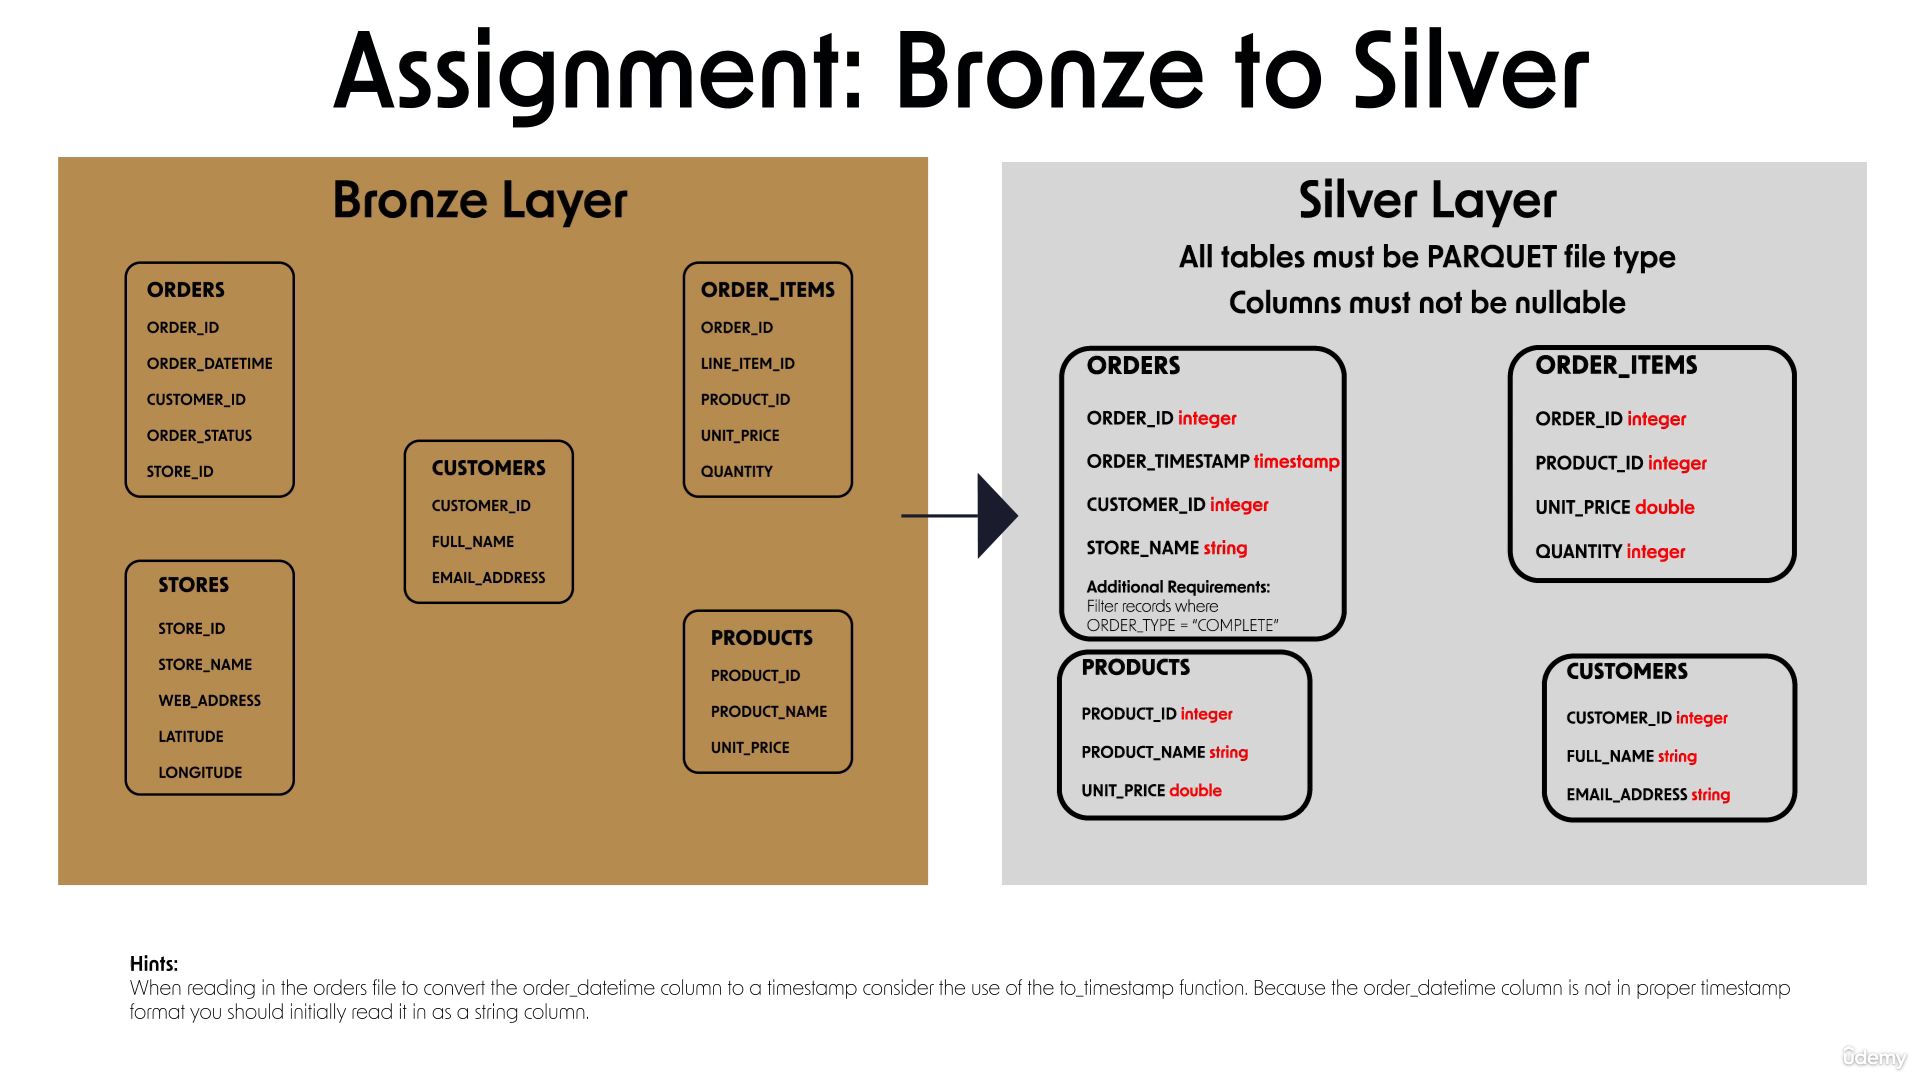 Assignment: Bronze to Silver
Bronze Layer
ORDERS
ORDER_ID
ORDER_DATETIME
CUSTOMER_ID
ORDER_STATUS
STORE_ID
ORDER_ITEMS
ORDER_ID
LINE_ITEM_ID
PRODUCT_ID
UNIT_PRICE
QUANTITY
CUSTOMERS
CUSTOMER_ID
FULL_NAME
EMAIL_ADDRESS
STORES
STORE_ID
STORE_NAME
WEB_ADDRESS
LATITUDE
LONGITUDE
PRODUCTS
PRODUCT_ID
PRODUCT_NAME
UNIT_PRICE
Silver Layer
All tables must be PARQUET file type
Columns must not be nullable
ORDERS
ORDER_ID integer
ORDER_TIMESTAMP timestamp
CUSTOMER_ID integer
STORE_NAME string
Additional Requirements:
Filter records where
ORDER_TYPE = “COMPLETE”
ORDER_ITEMS
ORDER_ID integer
PRODUCT_ID integer
UNIT_PRICE double
QUANTITY integer
PRODUCTS
PRODUCT_ID integer
PRODUCT_NAME string
UNIT_PRICE double
CUSTOMERS
CUSTOMER_ID integer
FULL_NAME string
EMAIL_ADDRESS string
Hints:
When reading in the orders file to convert the order_datetime column to a timestamp consider the use of the to_timestamp function. Because the order_datetime column is not in proper timestamp
format you should initially read it in as a string column.
ûdemy